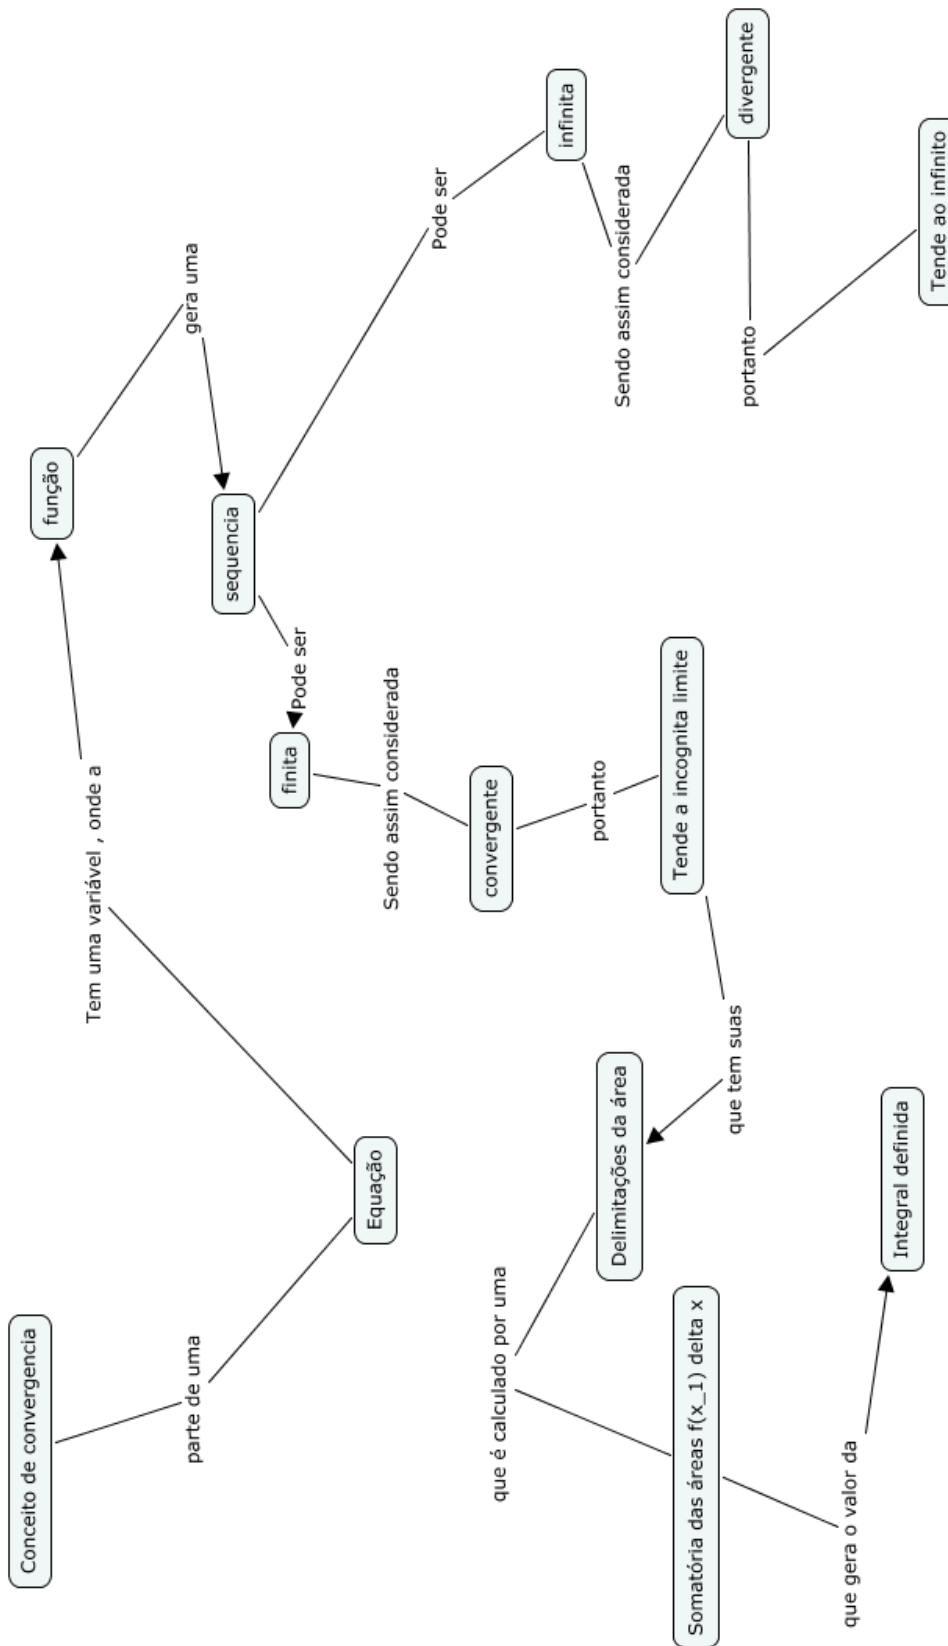 Conceito de convergencia
parte de uma
Equação
Tem uma variável , onde a
função
gera uma
sequencia
Pode ser
finita
Sendo assim considerada
convergente
portanto
Tende a incognita limite
que tem suas
Delimitações da área
que é calculado por uma
Somatória das áreas f(x_1) delta x
que gera o valor da
Integral definida
Pode ser
infinita
Sendo assim considerada
divergente
portanto
Tende ao infinito